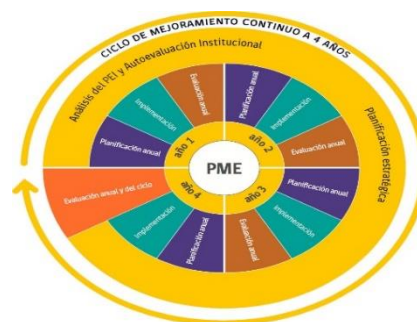 CICLO DE MEJORAMIENTO CONTINUO A 4 AÑOS
Análisis del PEI y Autoevaluación Institucional
Planificación estratégica
PME
año 1
Planificación anual
Implementación
Evaluación anual
año 2
Planificación anual
Implementación
Evaluación anual
año 3
Planificación anual
Implementación
Evaluación anual
año 4
Planificación anual
Implementación
Evaluación anual y del ciclo